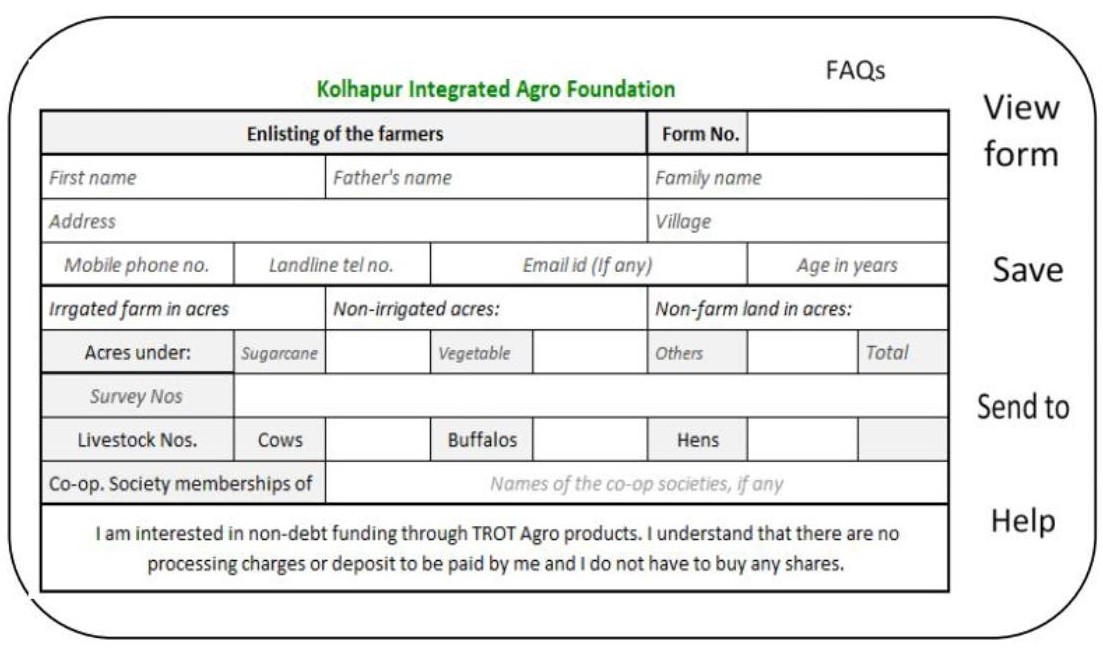 FAQs
Kolhapur Integrated Agro Foundation
View
form
Enlisting of the farmers Form No.
First name Father's name Family name
Address Village
Mobile phone no. Landline tel no. Email id (If any) Age in years
Save
Irrgated farm in acres Non-irrigated acres: Non-farm land in acres:
Acres under: Sugarcane Vegetable Others Total
Survey Nos
Send to
Livestock Nos. Cows Buffalos Hens
Co-op. Society memberships of Names of the co-op societies, if any
Help
I am interested in non-debt funding through TROT Agro products. I understand that there are no
processing charges or deposit to be paid by me and I do not have to buy any shares.